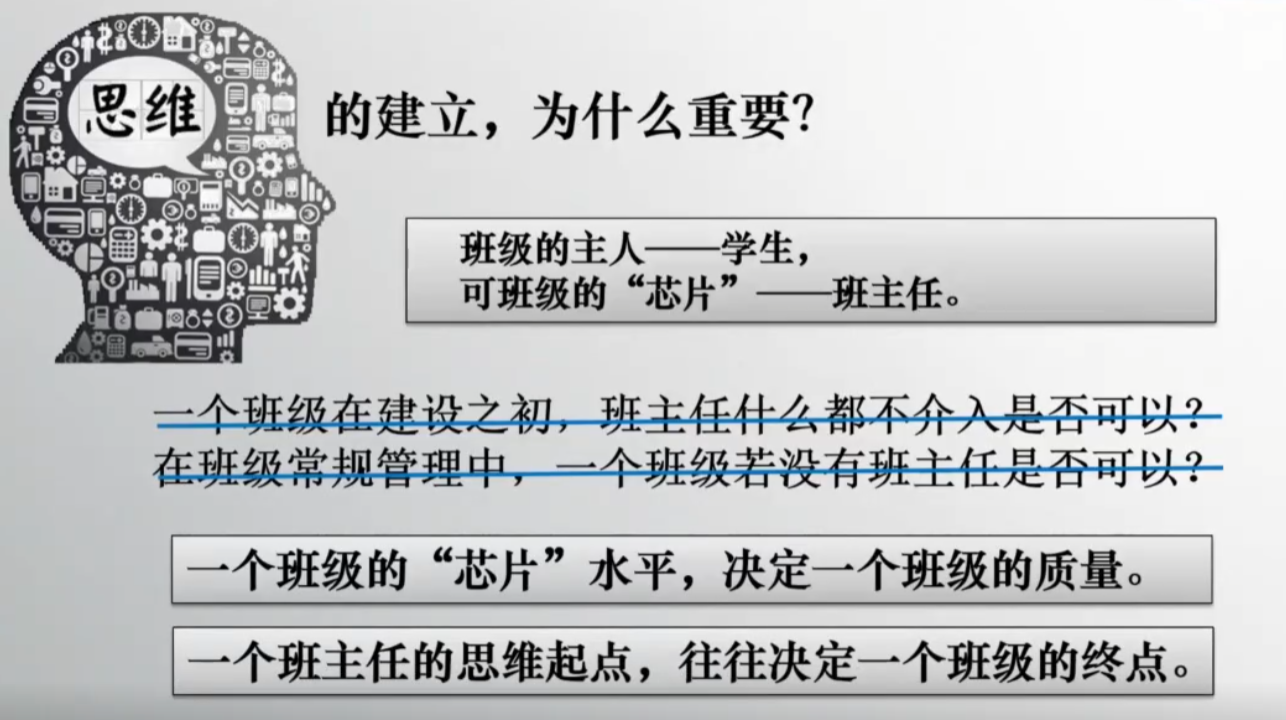 思维
的建立，为什么重要？
班级的主人——学生，
可班级的“芯片”——班主任。
一个班级在建设之初，班主任什么都不介入是否可以？
在班级常规管理中，一个班级若没有班主任是否可以？
一个班级的“芯片”水平，决定一个班级的质量。
一个班主任的思维起点，往往决定一个班级的终点。